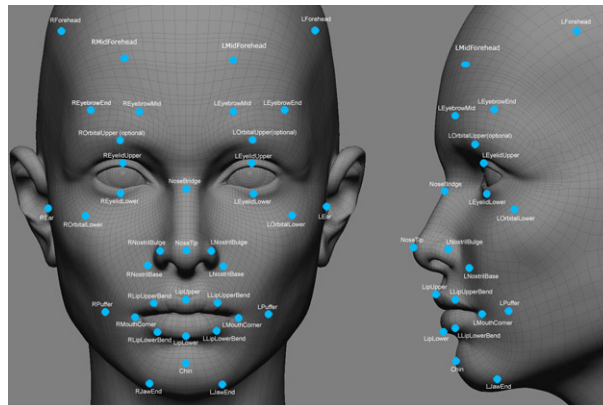 RForehead
LForehead
RMidForehead
LMidForehead
REyebrowEnd
REyebrowMid
LEyebrowMid
LEyebrowEnd
ROrbitalUpper (optional)
LOrbitalUpper(optional)
REyelidUpper
LEyelidUpper
NoseBridge
REyelidLower
LEyelidLower
REar
LEar
ROrbitalLower
LOrbitalLower
RNostrilBulge
NoseTip
LNostrilBulge
RNostrilBase
LNostrilBase
LipUpper
RLipUpperBend
LLipUpperBend
RPuffer
LPuffer
RMouthCorner
LMouthCorner
RLipLowerBend
LLipLowerBend
LipLower
Chin
RJawEnd
LJawEnd
LForehead
LMidForehead
LEyebrowEnd
LEyebrowMid
LOrbitalUpper(optional)
LEyelidUpper
NoseBridge
LEyelidLower
LOrbitalLower
NoseTip
LNostrilBulge
LNostrilBase
LipUpper
LLipUpperBend
LPuffer
LMouthCorner
LipLower
LLipLowerBend
Chin
LJawEnd